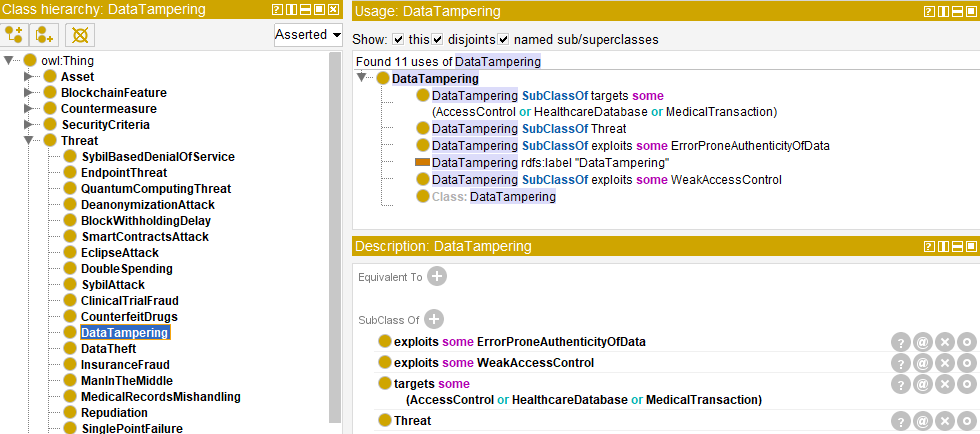 Class hierarchy: DataTampering
Asserted
owl:Thing
Asset
BlockchainFeature
Countermeasure
SecurityCriteria
Threat
SybilBasedDenialOfService
EndpointThreat
QuantumComputingThreat
DeanonymizationAttack
BlockWithholdingDelay
SmartContractsAttack
EclipseAttack
DoubleSpending
SybilAttack
ClinicalTrialFraud
CounterfeitDrugs
DataTampering
DataTheft
InsuranceFraud
ManInTheMiddle
MedicalRecordsMishandling
Repudiation
SinglePointFailure
Usage: DataTampering
Show: this disjoints named sub/superclasses
Found 11 uses of DataTampering
DataTampering
DataTampering SubClassOf targets some
(AccessControl or HealthcareDatabase or MedicalTransaction)
DataTampering SubClassOf Threat
DataTampering SubClassOf exploits some ErrorProneAuthenticityOfData
DataTampering rdfs:label "DataTampering"
DataTampering SubClassOf exploits some WeakAccessControl
Class: DataTampering
Description: DataTampering
Equivalent To
SubClass Of
exploits some ErrorProneAuthenticityOfData
exploits some WeakAccessControl
targets some
(AccessControl or HealthcareDatabase or MedicalTransaction)
Threat